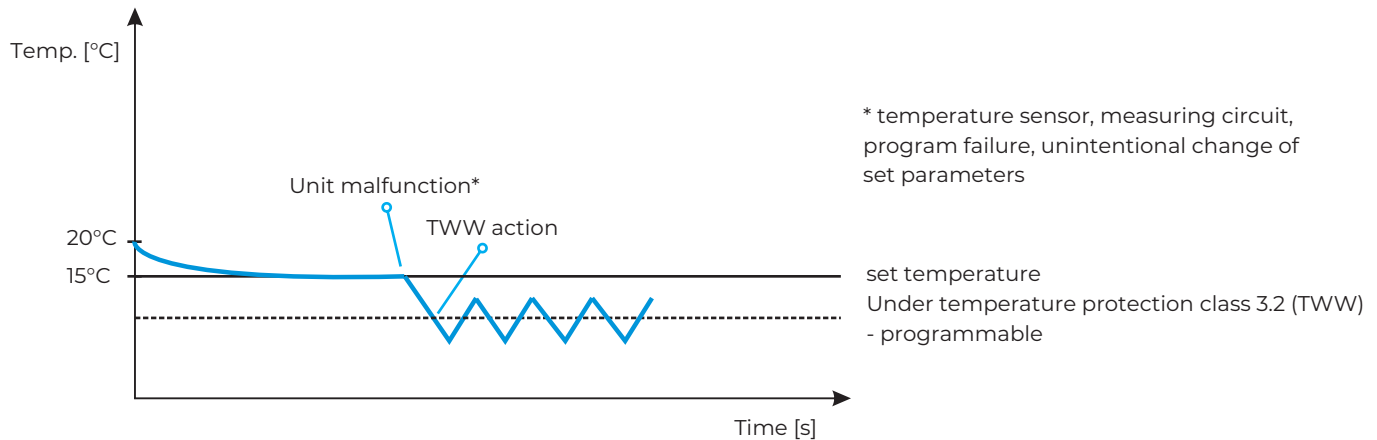 Temp. [°C]
* temperature sensor, measuring circuit,
program failure, unintentional change of
set parameters
Unit malfunction*
TWW action
20°C
15°C
set temperature
Under temperature protection class 3.2 (TWW)
- programmable
Time [s]